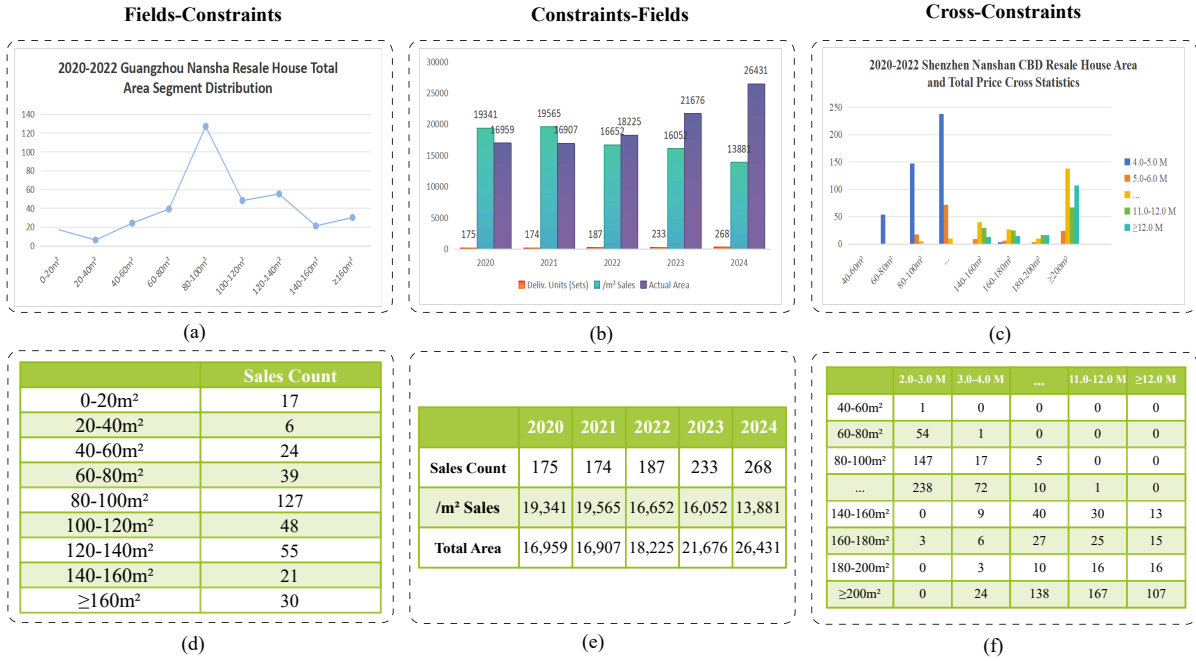 Fields-Constraints
Constraints-Fields
Cross-Constraints
2020-2022 Guangzhou Nansha Resale House Total
Area Segment Distribution
140
120
100
80
60
40
20
0
0-20m²
20-40m²
40-60m²
60-80m²
80-100m²
100-120m²
120-140m²
140-160m²
≥160m²
(a)
30000
25000
20000
15000
10000
5000
0
175
19341
16959
174
19565
16907
187
16652
18225
233
16052
21676
268
13881
26431
2020
2021
2022
2023
2024
Deliv. Units (Sets)
/m² Sales
Actual Area
(b)
2020-2022 Shenzhen Nanshan CBD Resale House Area
and Total Price Cross Statistics
250
200
150
100
50
0
40-60m²
60-80m²
80-100m²
...
140-160m²
160-180m²
180-200m²
≥200m²
4.0-5.0 M
5.0-6.0 M
...
11.0-12.0 M
≥12.0 M
(c)
Sales Count
0-20m² 17
20-40m² 6
40-60m² 24
60-80m² 39
80-100m² 127
100-120m² 48
120-140m² 55
140-160m² 21
≥160m² 30
(d)
2020 2021 2022 2023 2024
Sales Count 175 174 187 233 268
/m² Sales 19,341 19,565 16,652 16,052 13,881
Total Area 16,959 16,907 18,225 21,676 26,431
(e)
2.0-3.0 M 3.0-4.0 M ... 11.0-12.0 M ≥12.0 M
40-60m² 1 0 0 0 0
60-80m² 54 1 0 0 0
80-100m² 147 17 5 0 0
... 238 72 10 1 0
140-160m² 0 9 40 30 13
160-180m² 3 6 27 25 15
180-200m² 0 3 10 16 16
≥200m² 0 24 138 167 107
(f)